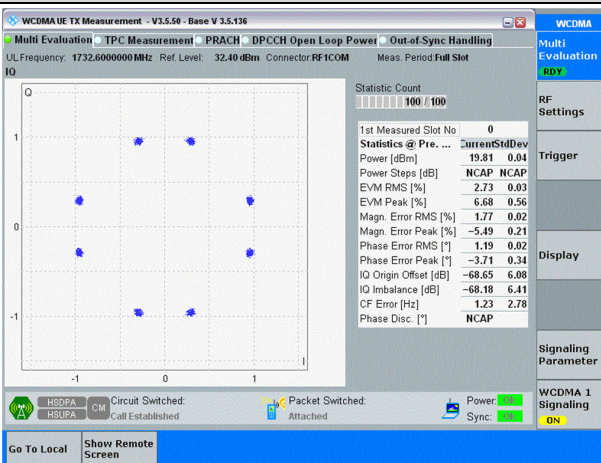 WCDMA UE TX Measurement - V3.5.50 - Base V 3.5.136
WCDMA
Multi Evaluation TPC Measurement PRACH DPCCH Open Loop Power Out-of-Sync Handling
Multi
Evaluation
RDY
UL Frequency: 1732.6000000 MHz Ref. Level: 32.40 dBm Connector:RF1COM Meas. Period:Full Slot
IQ
Q
1
0
-1
-1 0 1
I
Statistic Count
100 / 100
1st Measured Slot No 0
Statistics @ Pre. ... CurrentStdDev
Power [dBm] 19.81 0.04
Power Steps [dB] NCAP NCAP
EVM RMS [%] 2.73 0.03
EVM Peak [%] 6.68 0.56
Magn. Error RMS [%] 1.77 0.02
Magn. Error Peak [%] -5.49 0.21
Phase Error RMS [°] 1.19 0.02
Phase Error Peak [°] -3.71 0.34
IQ Origin Offset [dB] -68.65 6.08
IQ Imbalance [dB] -68.18 6.41
CF Error [Hz] 1.23 2.78
Phase Disc. [°] NCAP
RF
Settings
Trigger
Display
Signaling
Parameter
WCDMA 1
Signaling
ON
HSDPA
HSUPA
CM
Circuit Switched:
Call Established
Packet Switched:
Attached
Power: OK
Sync: OK
Go To Local
Show Remote
Screen